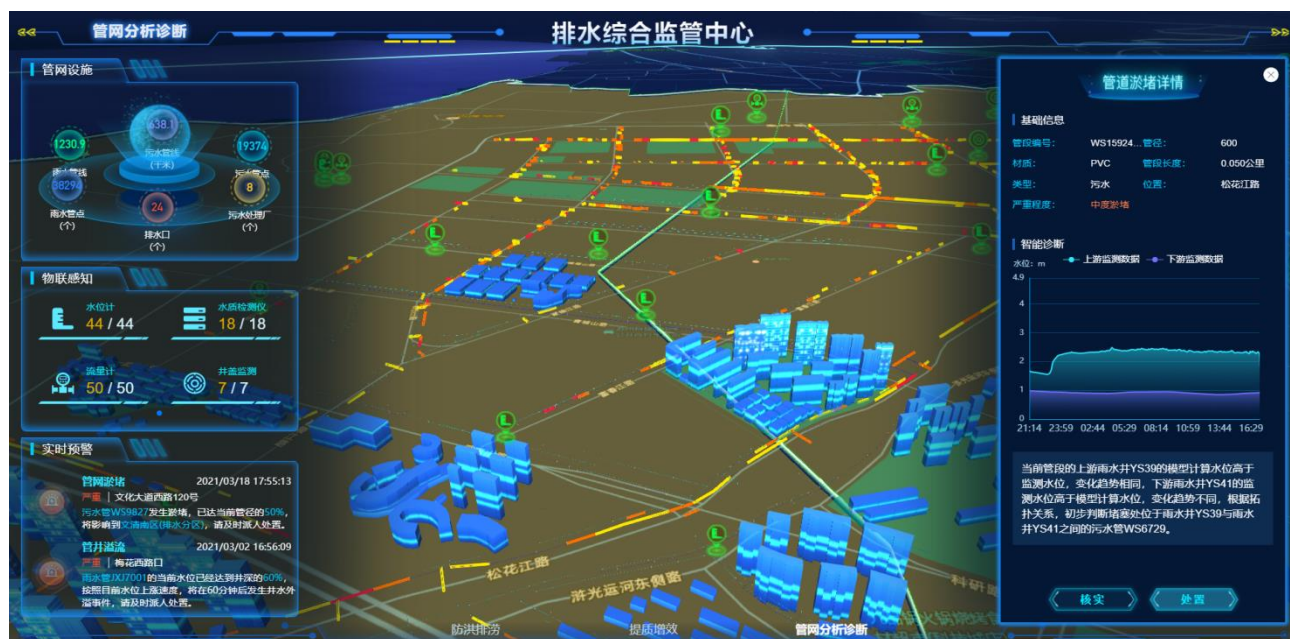 管网分析诊断
排水综合监管中心
管网设施
638.1
污水管线
(千米)
1230.9
雨水管线
19374
污水管点
38294
雨水管点
(个)
24
排水口
(个)
8
污水处理厂
(个)
物联感知
水位计
44 / 44
水质检测仪
18 / 18
流量计
50 / 50
井盖监测
7 / 7
实时预警
管网淤堵 2021/03/18 17:55:13
严重 | 文化大道西路120号
污水管WS9827发生淤堵，已达当前管径的50%，
将影响到文清南区(排水分区)，请及时派人处置。
管井溢流 2021/03/02 16:56:09
严重 | 梅花西路口
雨水管JXJ7001的当前水位已经达到井深的60%，
按照目前水位上涨速度，将在60分钟后发生井水外
溢事件，请及时派人处置。
松花江路
浒光运河东侧路
科研路
防洪排涝
提质增效
管网分析诊断
管道淤堵详情
基础信息
管段编号： WS15924... 管径： 600
材质： PVC 管段长度： 0.050公里
类型： 污水 位置： 松花江路
严重程度： 中度淤堵
智能诊断
水位：m 上游监测数据 下游监测数据
4.9
4
3
2
1
0
21:14 23:59 02:44 05:29 08:14 10:59 13:44 16:29
当前管段的上游雨水井YS39的模型计算水位高于
监测水位，变化趋势相同，下游雨水井YS41的监
测水位高于模型计算水位，变化趋势不同，根据拓
扑关系，初步判断堵塞处位于雨水井YS39与雨水
井YS41之间的污水管WS6729。
核实
处置